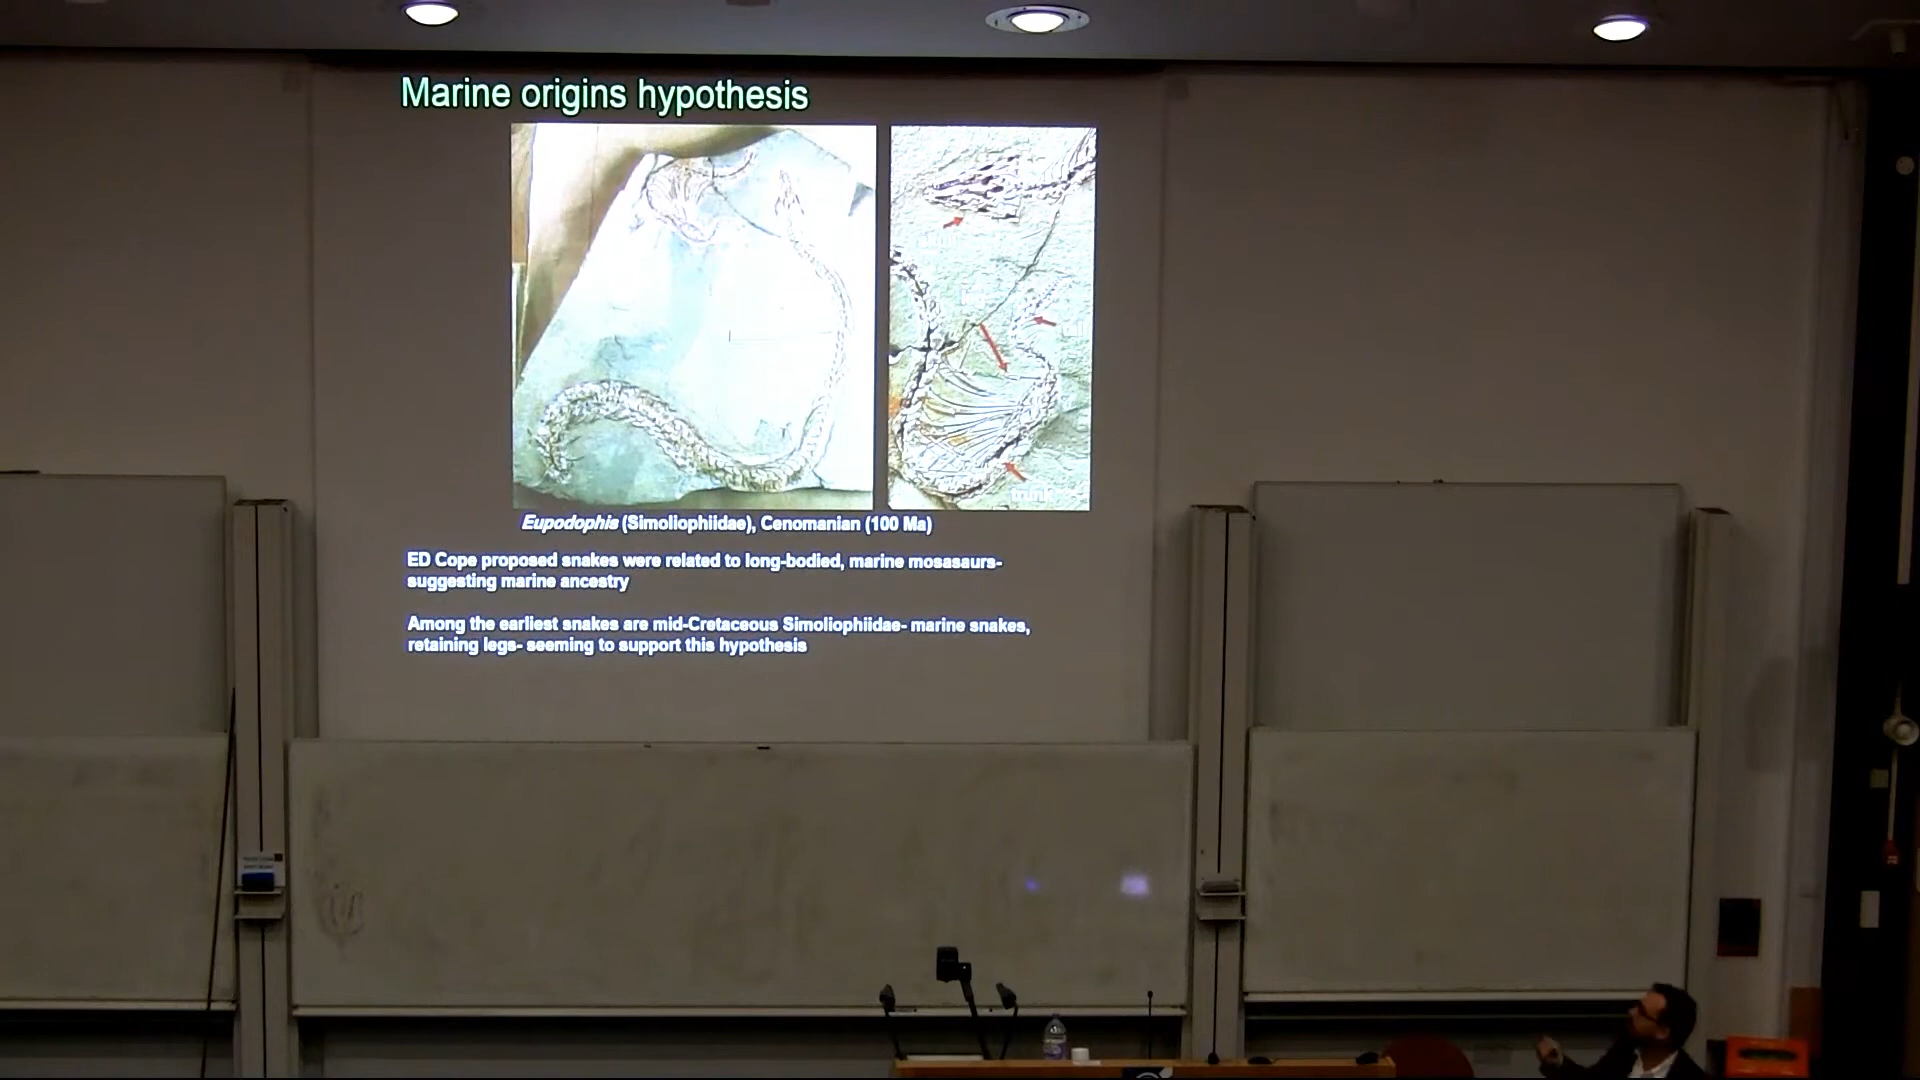 Marine origins hypothesis
trunk
Eupodophis (Simoliophiidae), Cenomanian (100 Ma)
ED Cope proposed snakes were related to long-bodied, marine mosasaurs-
suggesting marine ancestry
Among the earliest snakes are mid-Cretaceous Simoliophiidae- marine snakes,
retaining legs- seeming to support this hypothesis